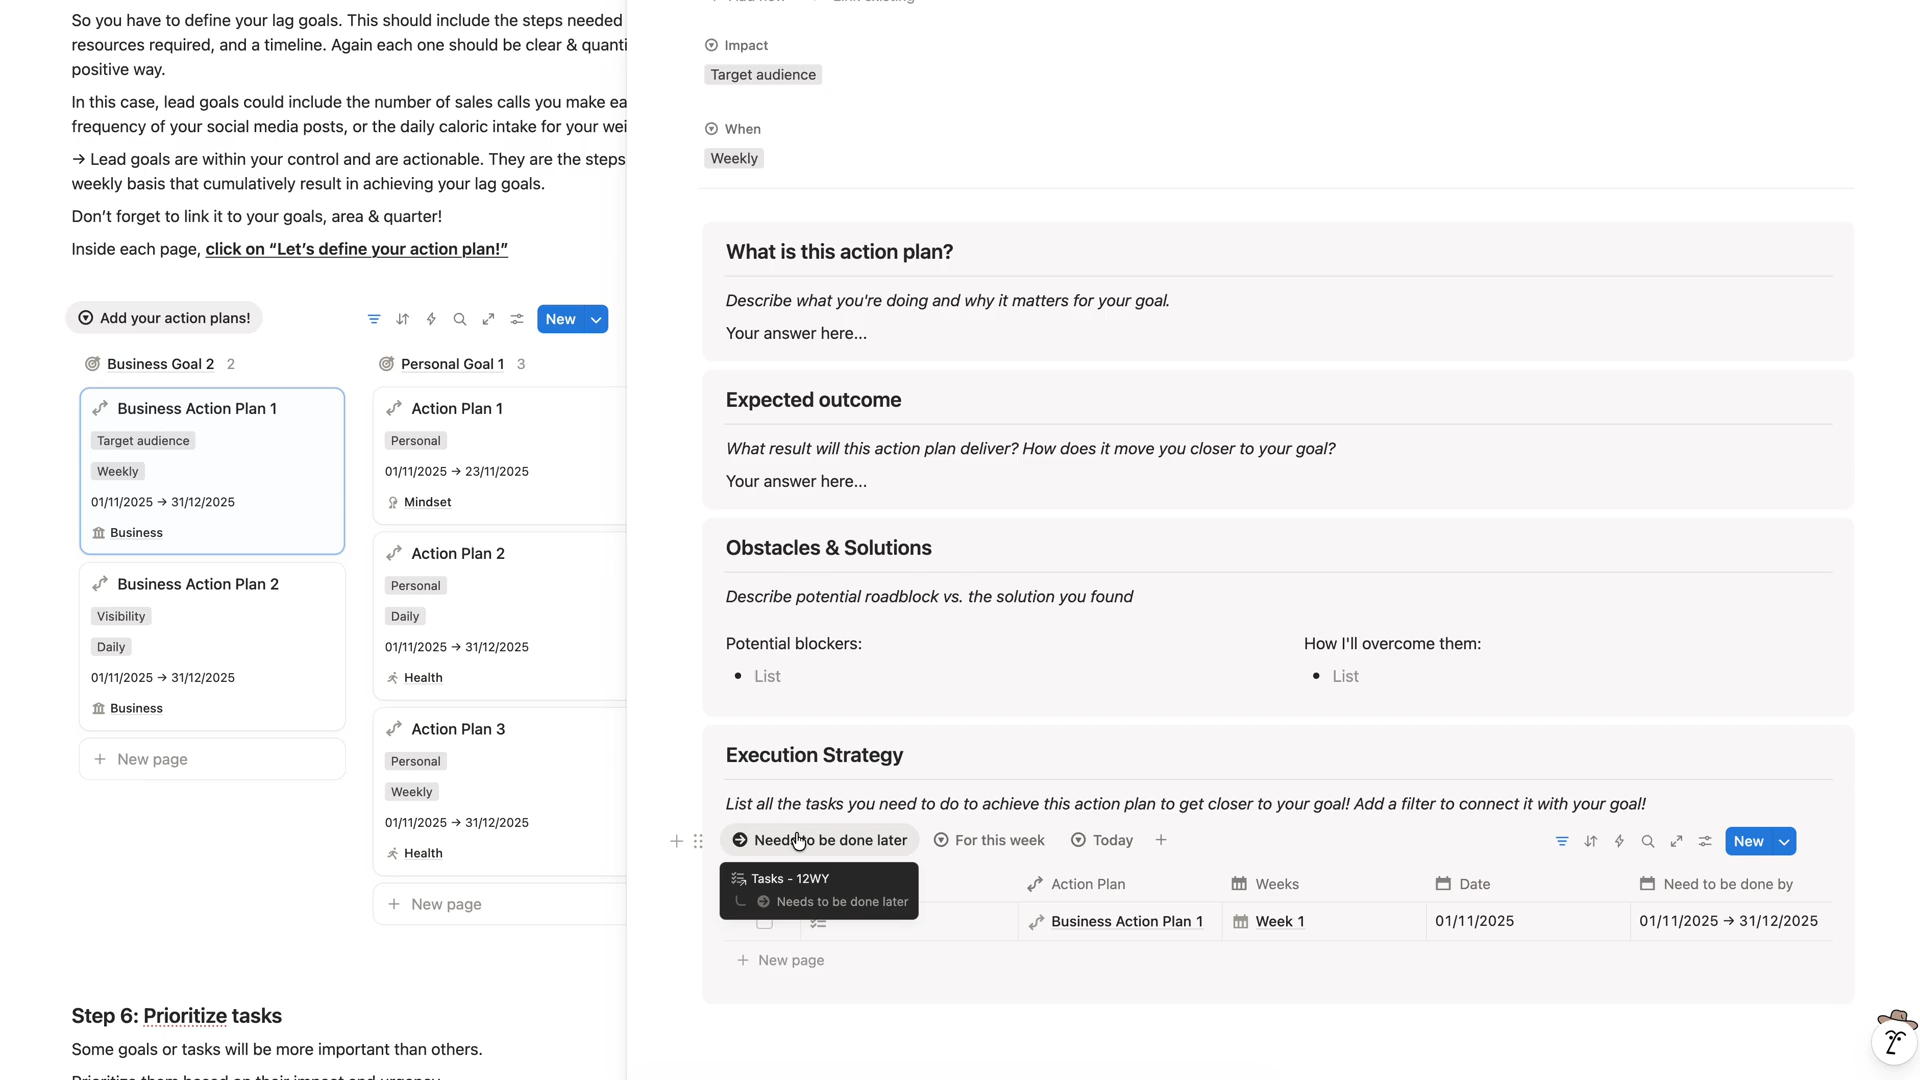 So you have to define your lag goals. This should include the steps needed
resources required, and a timeline. Again each one should be clear & quanti
positive way.
In this case, lead goals could include the number of sales calls you make ea
frequency of your social media posts, or the daily caloric intake for your wei
→ Lead goals are within your control and are actionable. They are the steps
weekly basis that cumulatively result in achieving your lag goals.
Don't forget to link it to your goals, area & quarter!
Inside each page, click on “Let's define your action plan!”
Add your action plans!
New
Business Goal 2 2
Business Action Plan 1
Target audience
Weekly
01/11/2025 → 31/12/2025
Business
Business Action Plan 2
Visibility
Daily
01/11/2025 → 31/12/2025
Business
+ New page
Personal Goal 1 3
Action Plan 1
Personal
01/11/2025 → 23/11/2025
Mindset
Action Plan 2
Personal
Daily
01/11/2025 → 31/12/2025
Health
Action Plan 3
Personal
Weekly
01/11/2025 → 31/12/2025
Health
+ New page
Step 6: Prioritize tasks
Some goals or tasks will be more important than others.
Prioritize them based on their impact and urgency
Impact
Target audience
When
Weekly
What is this action plan?
Describe what you're doing and why it matters for your goal.
Your answer here...
Expected outcome
What result will this action plan deliver? How does it move you closer to your goal?
Your answer here...
Obstacles & Solutions
Describe potential roadblock vs. the solution you found
Potential blockers:
• List
How I'll overcome them:
• List
Execution Strategy
List all the tasks you need to do to achieve this action plan to get closer to your goal! Add a filter to connect it with your goal!
Needs to be done later
For this week
Today
New
Tasks - 12WY
Needs to be done later
Action Plan
Weeks
Date
Need to be done by
Business Action Plan 1
Week 1
01/11/2025
01/11/2025 → 31/12/2025
+ New page